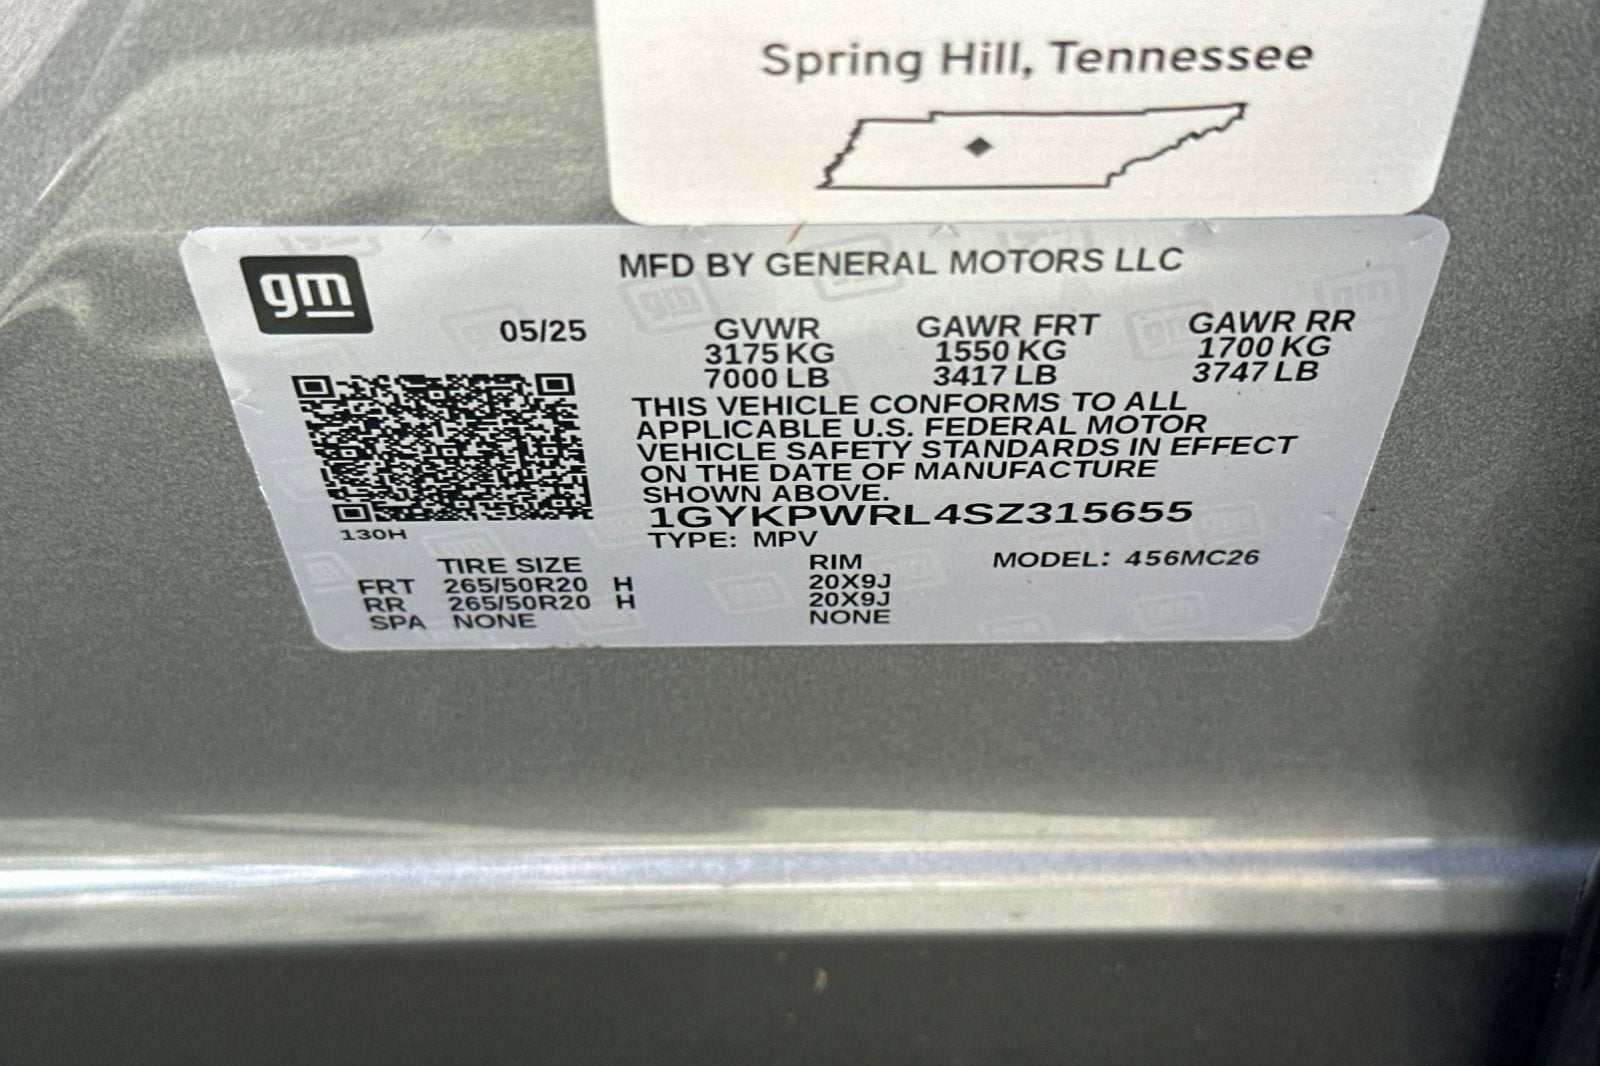 Spring Hill, Tennessee
gm
MFD BY GENERAL MOTORS LLC
05/25 GVWR GAWR FRT GAWR RR
3175 KG 1550 KG 1700 KG
7000 LB 3417 LB 3747 LB
THIS VEHICLE CONFORMS TO ALL
APPLICABLE U.S. FEDERAL MOTOR
VEHICLE SAFETY STANDARDS IN EFFECT
ON THE DATE OF MANUFACTURE
SHOWN ABOVE.
1GYKPWRL4SZ315655
130H
TYPE: MPV
TIRE SIZE RIM MODEL: 456MC26
FRT 265/50R20 H 20X9J
RR 265/50R20 H 20X9J
SPA NONE NONE